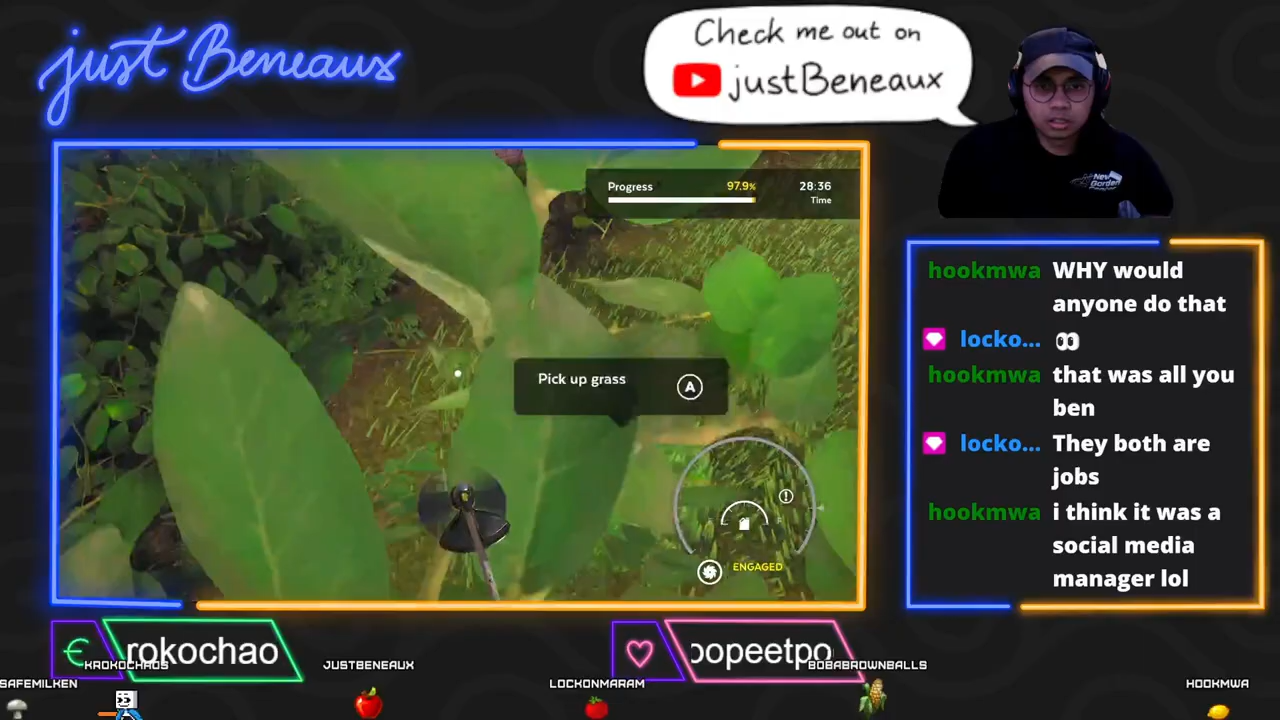 just Beneaux
Check me out on
justBeneaux
Progress 97.9% 28:36
Time
Pick up grass A
ENGAGED
hookmwa WHY would
anyone do that
locko... 👀
hookmwa that was all you
ben
locko... They both are
jobs
hookmwa i think it was a
social media
manager lol
rokochao
KROKOCHAOS
opeetpo
JUSTBENEAUX
BOBABROWNBALLS
SAFEMILKEN
LOCKONMARAM
HOOKMWA